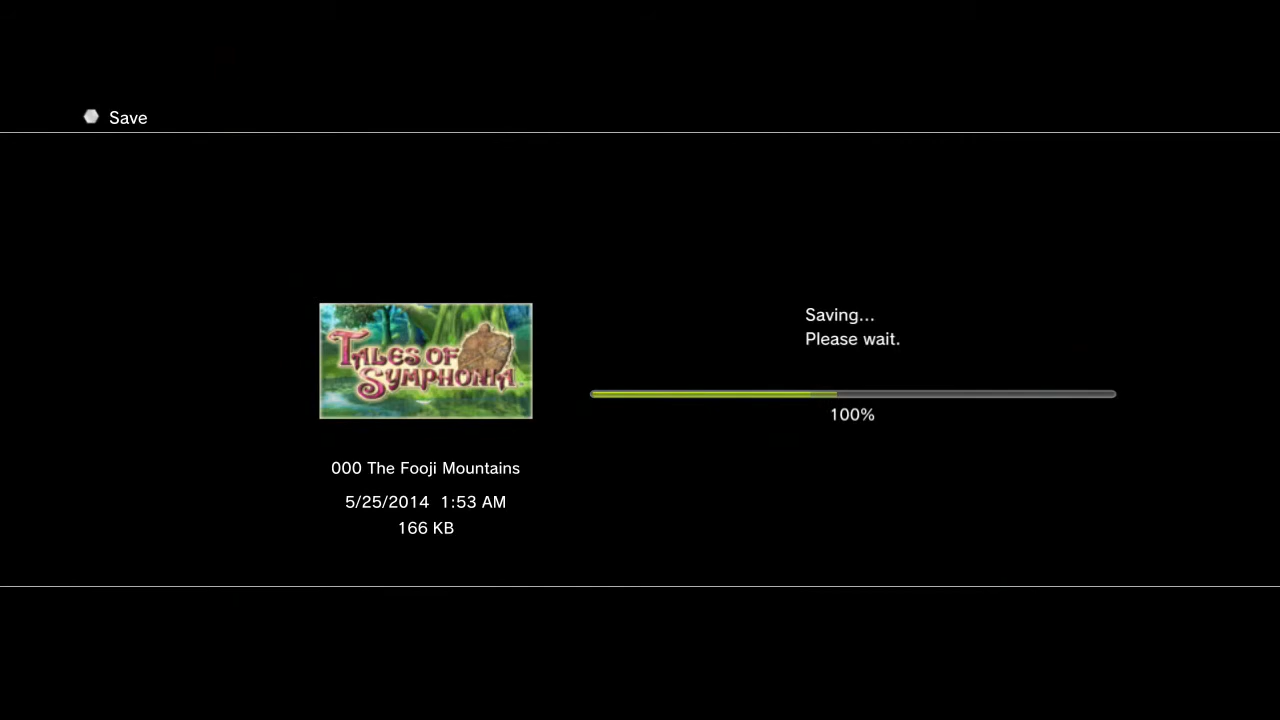 Save
TALES OF
SYMPHONIA
Saving...
Please wait.
100%
000 The Fooji Mountains
5/25/2014 1:53 AM
166 KB